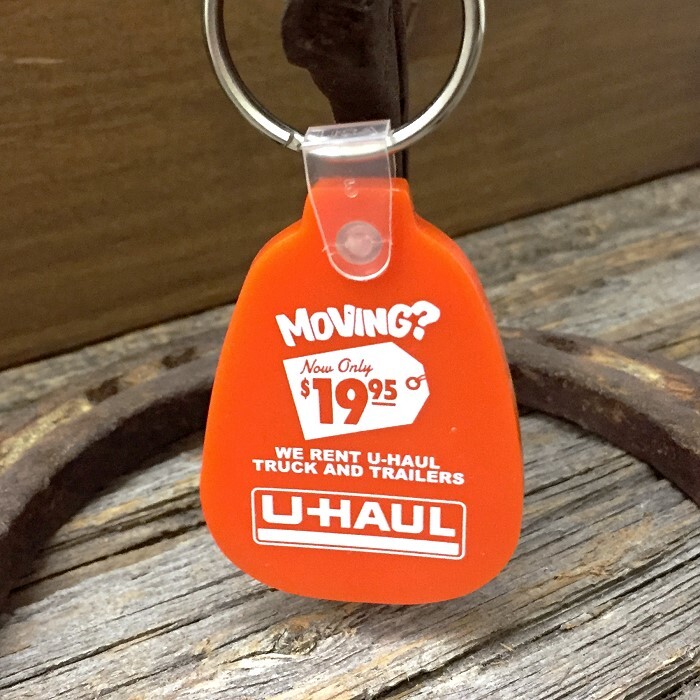 MOVING?
Now Only
$19.95
WE RENT U-HAUL
TRUCK AND TRAILERS
U-HAUL